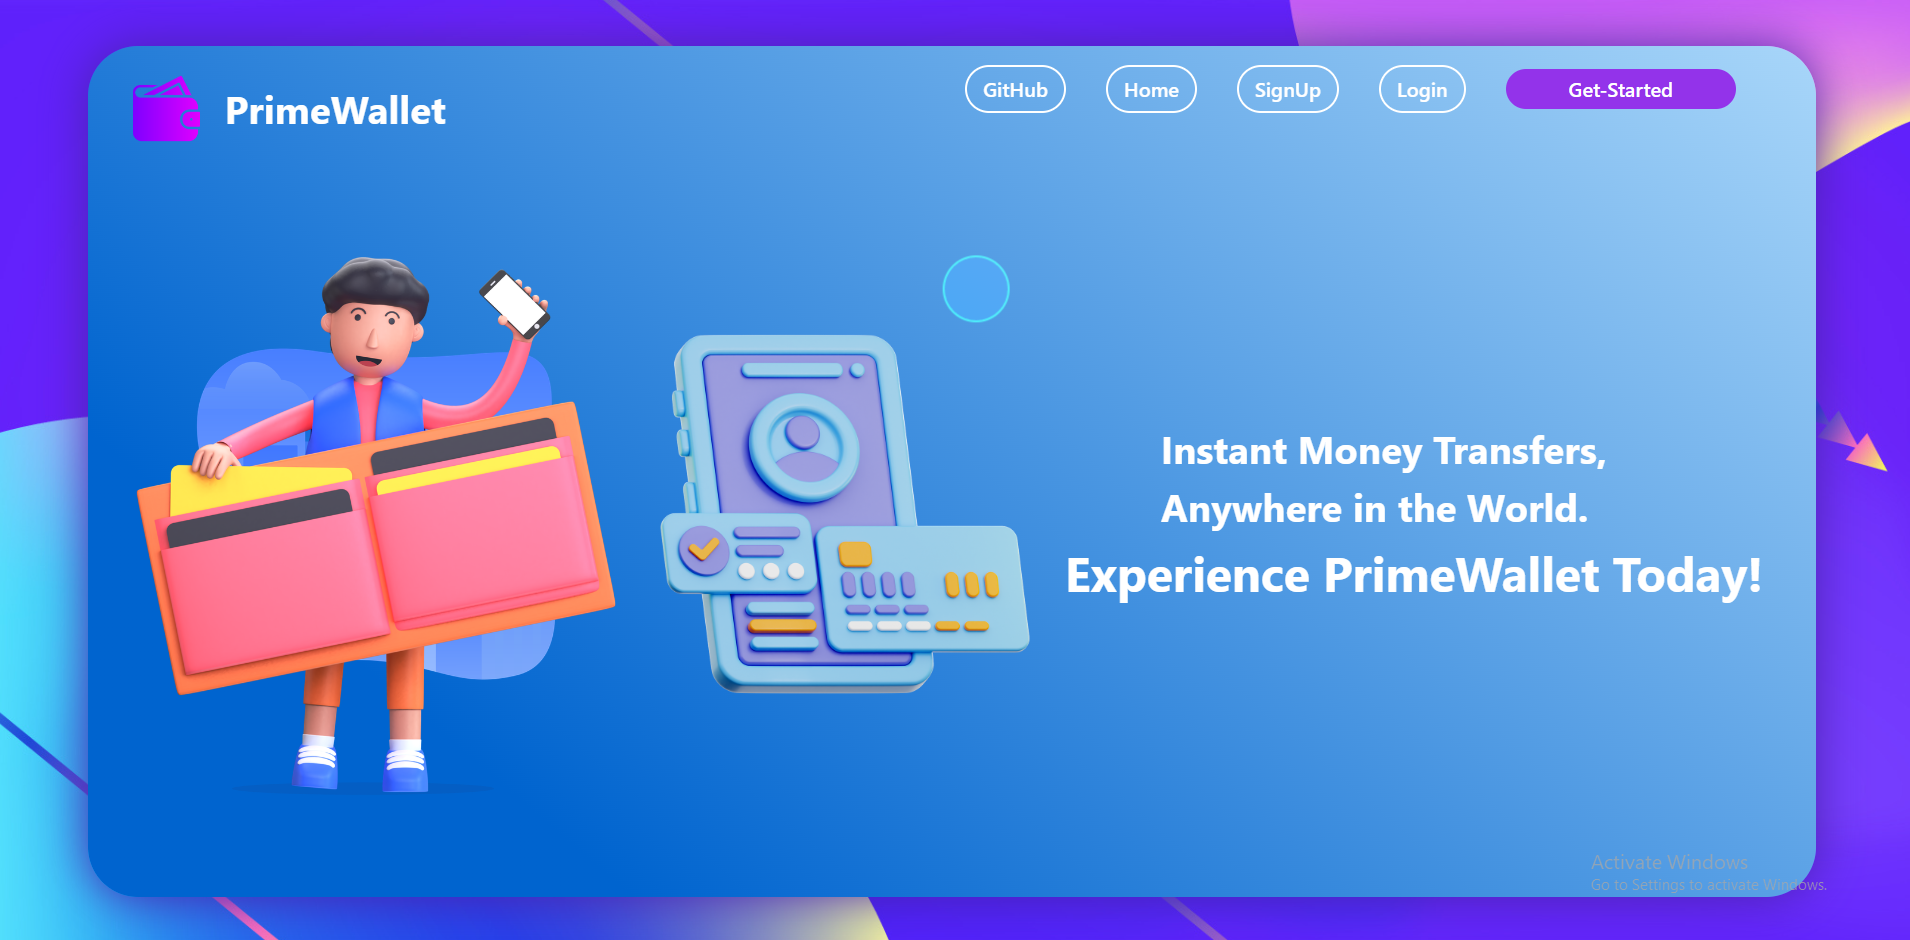 PrimeWallet
GitHub
Home
SignUp
Login
Get-Started
Instant Money Transfers,
Anywhere in the World.
Experience PrimeWallet Today!
Activate Windows
Go to Settings to activate Windows.